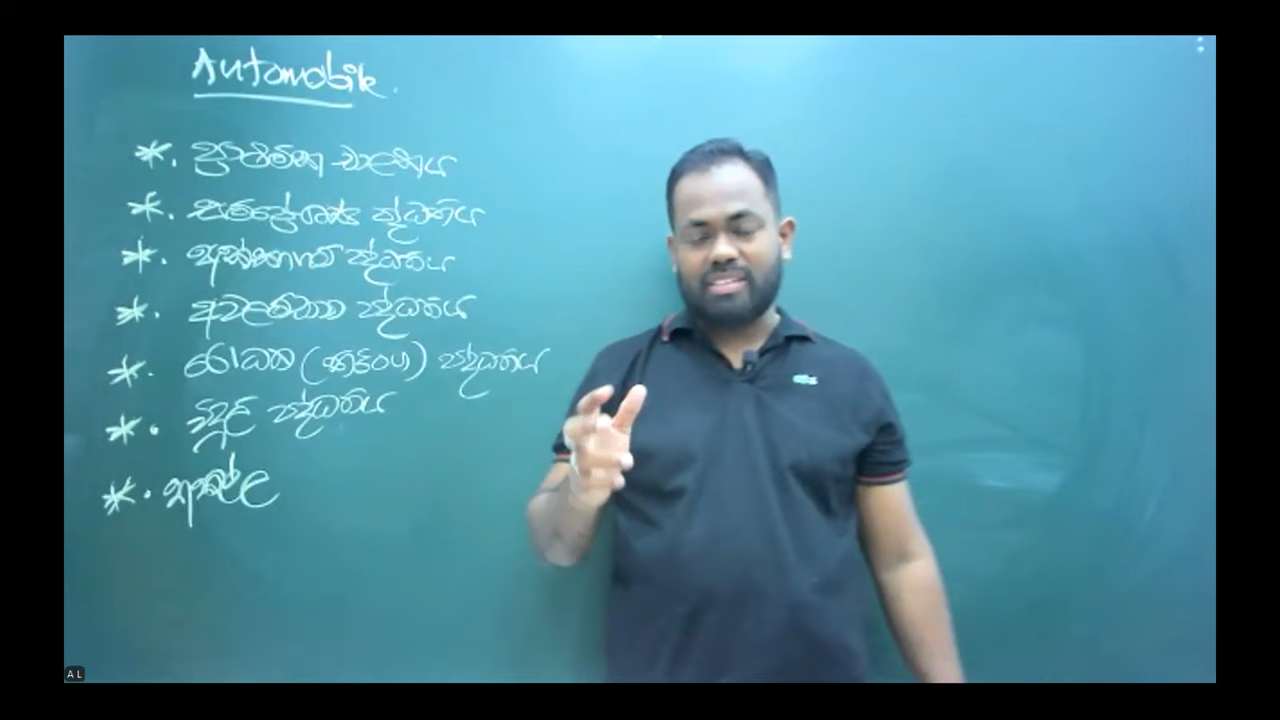 Automobile.
*. ප්‍රාථමික චාලකය
*. සම්ප්‍රේෂණ පද්ධතිය
*. සුක්කානම් පද්ධතිය
*. අවලම්බන පද්ධතිය
*. රෝධක (තිරිංග) පද්ධතිය
*. විදුලි පද්ධතිය
*.
A L